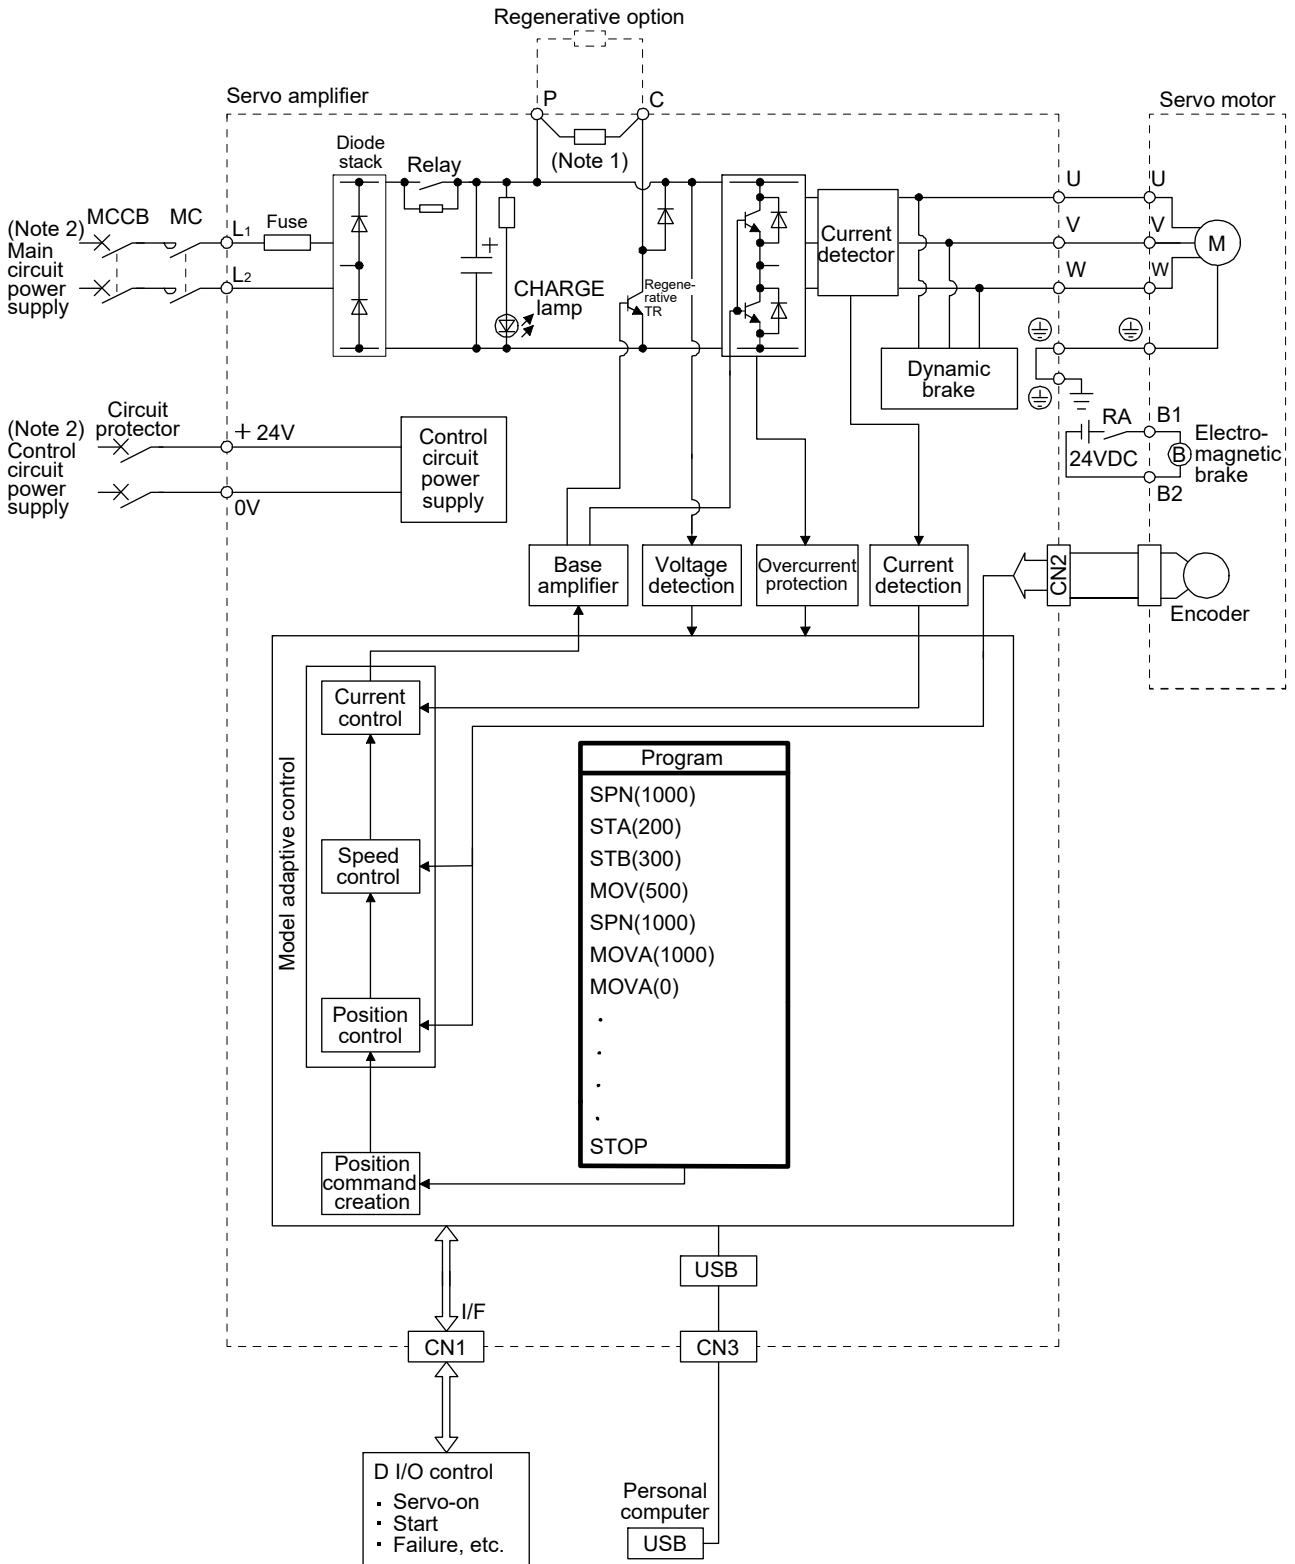 Regenerative option
Servo amplifier
P
C
Servo motor
Diode
stack
Relay
(Note 1)
U
U
(Note 2)
Main
circuit
power
supply
MCCB
MC
L1
Fuse
Current
detector
V
V
M
L2
W
W
CHARGE
lamp
Regene-
rative
TR
+
Dynamic
brake
Circuit
protector
(Note 2)
Control
circuit
power
supply
+ 24V
0V
Control
circuit
power
supply
RA
B1
24VDC
B
Electro-
magnetic
brake
B2
Base
amplifier
Voltage
detection
Overcurrent
protection
Current
detection
CN2
Encoder
Model adaptive control
Current
control
Speed
control
Position
control
Position
command
creation
Program
SPN(1000)
STA(200)
STB(300)
MOV(500)
SPN(1000)
MOVA(1000)
MOVA(0)
.
.
.
.
STOP
USB
I/F
CN1
CN3
D I/O control
· Servo-on
· Start
· Failure, etc.
Personal
computer
USB